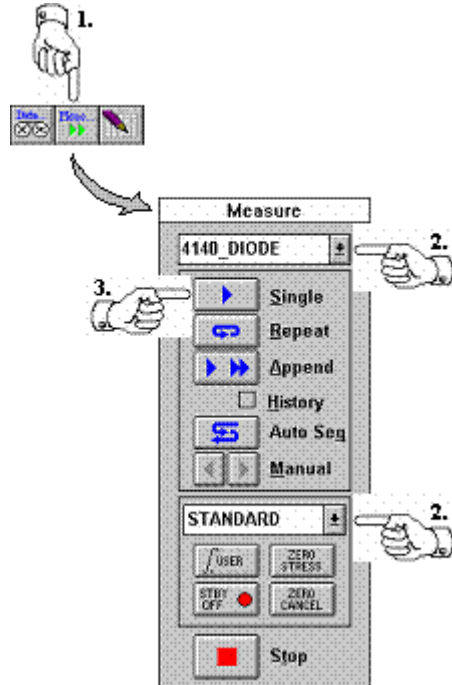 1.
Data...
Meas...
Measure
4140_DIODE
2.
3.
Single
Repeat
Append
History
Auto Seq
Manual
STANDARD
2.
USER
ZERO STRESS
STBY OFF
ZERO CANCEL
Stop